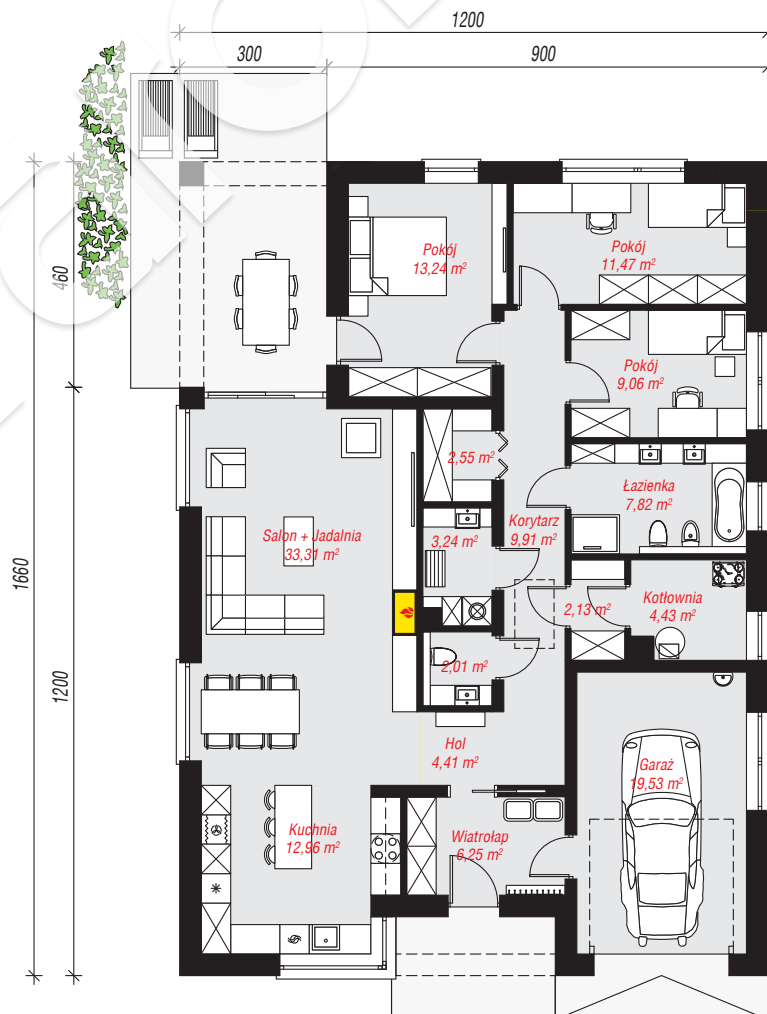 1200
300
900
Pokój
13,24 m²
Pokój
11,47 m²
460
Pokój
9,06 m²
2,55 m²
Łazienka
7,82 m²
Korytarz
9,91 m²
Salon + Jadalnia
33,31 m²
3,24 m²
1660
Kotłownia
4,43 m²
2,13 m²
2,01 m²
1200
Hol
4,41 m²
Garaż
19,53 m²
Kuchnia
12,96 m²
Wiatrołap
6,25 m²